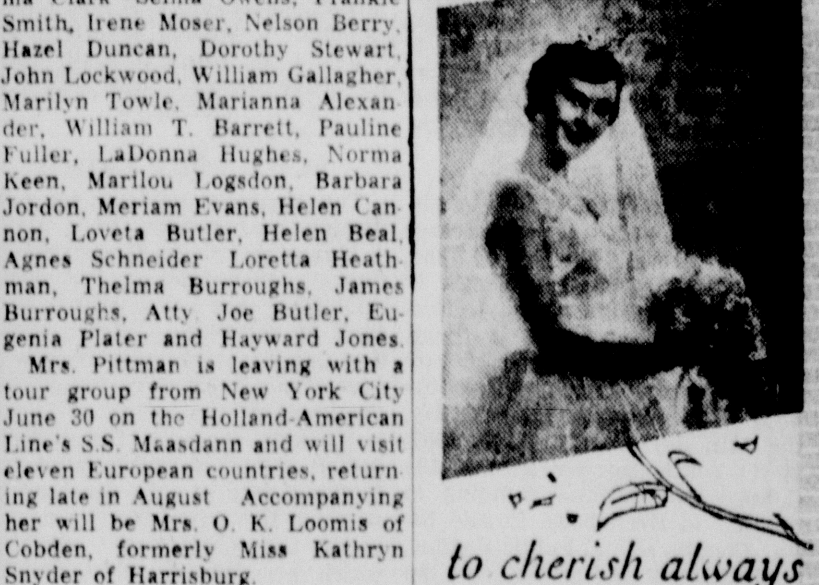 Smith, Irene Moser, Nelson Berry,
Hazel Duncan, Dorothy Stewart,
John Lockwood, William Gallagher,
Marilyn Towle, Marianna Alexan-
der, William T. Barrett, Pauline
Fuller, LaDonna Hughes, Norma
Keen, Marilou Logsdon, Barbara
Jordon, Meriam Evans, Helen Can-
non, Loveta Butler, Helen Beal,
Agnes Schneider Loretta Heath-
man, Thelma Burroughs, James
Burroughs, Atty Joe Butler, Eu-
genia Plater and Hayward Jones.
Mrs. Pittman is leaving with a
tour group from New York City
June 30 on the Holland-American
Line's S.S. Maasdann and will visit
eleven European countries, return-
ing late in August Accompanying
her will be Mrs. O. K. Loomis of
Cobden, formerly Miss Kathryn
Snyder of Harrisburg.
to cherish always